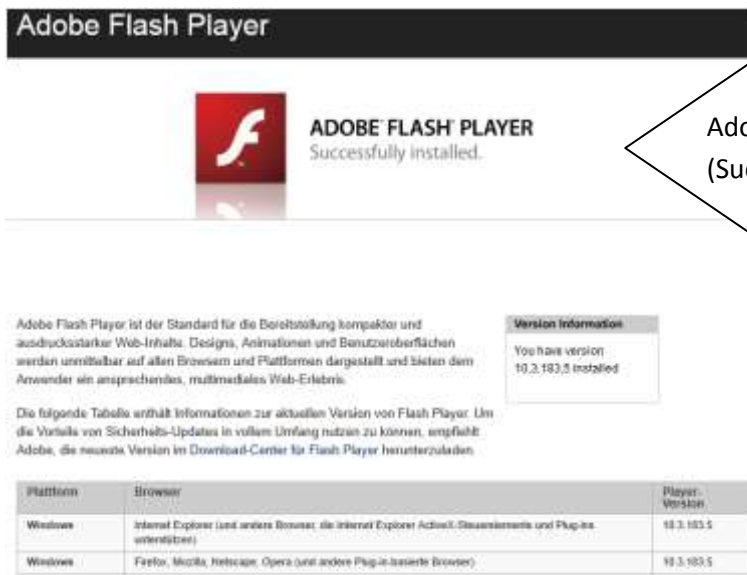 Adobe Flash Player
ADOBE FLASH PLAYER
Successfully installed.
Ado
(Suc
Adobe Flash Player ist der Standard für die Bereitstellung kompakter und
ausdrucksstarker Web-Inhalte. Designs, Animationen und Benutzeroberflächen
werden unmittelbar auf allen Browsern und Plattformen dargestellt und bieten dem
Anwender ein ansprechendes, multimediales Web-Erlebnis.
Version Information
You have version
10,3,183,5 installed
Die folgende Tabelle enthält Informationen zur aktuellen Version von Flash Player. Um
die Vorteile von Sicherheits-Updates in vollem Umfang nutzen zu können, empfiehlt
Adobe, die neueste Version im Download-Center für Flash Player herunterzuladen.
Plattform Browser Player-
Version
Windows Internet Explorer (und andere Browser, die Internet Explorer ActiveX-Steuerelemente und Plug-ins
unterstützen) 10.3.183.5
Windows Firefox, Mozilla, Netscape, Opera (und andere Plug-in-basierte Browser) 10.3.183.5